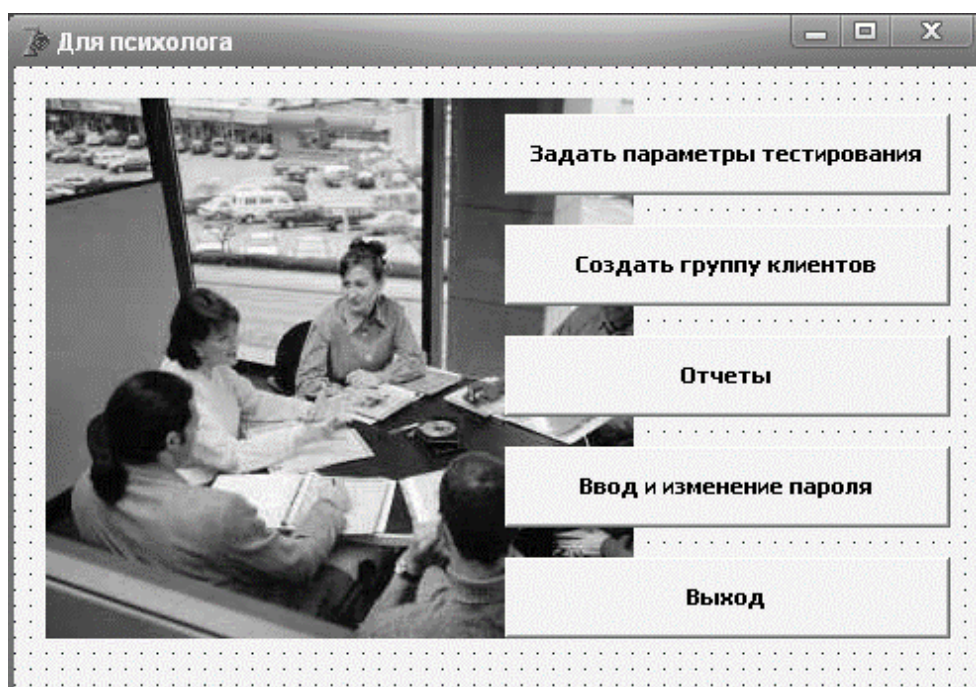 Для психолога
Задать параметры тестирования
Создать группу клиентов
Отчеты
Ввод и изменение пароля
Выход